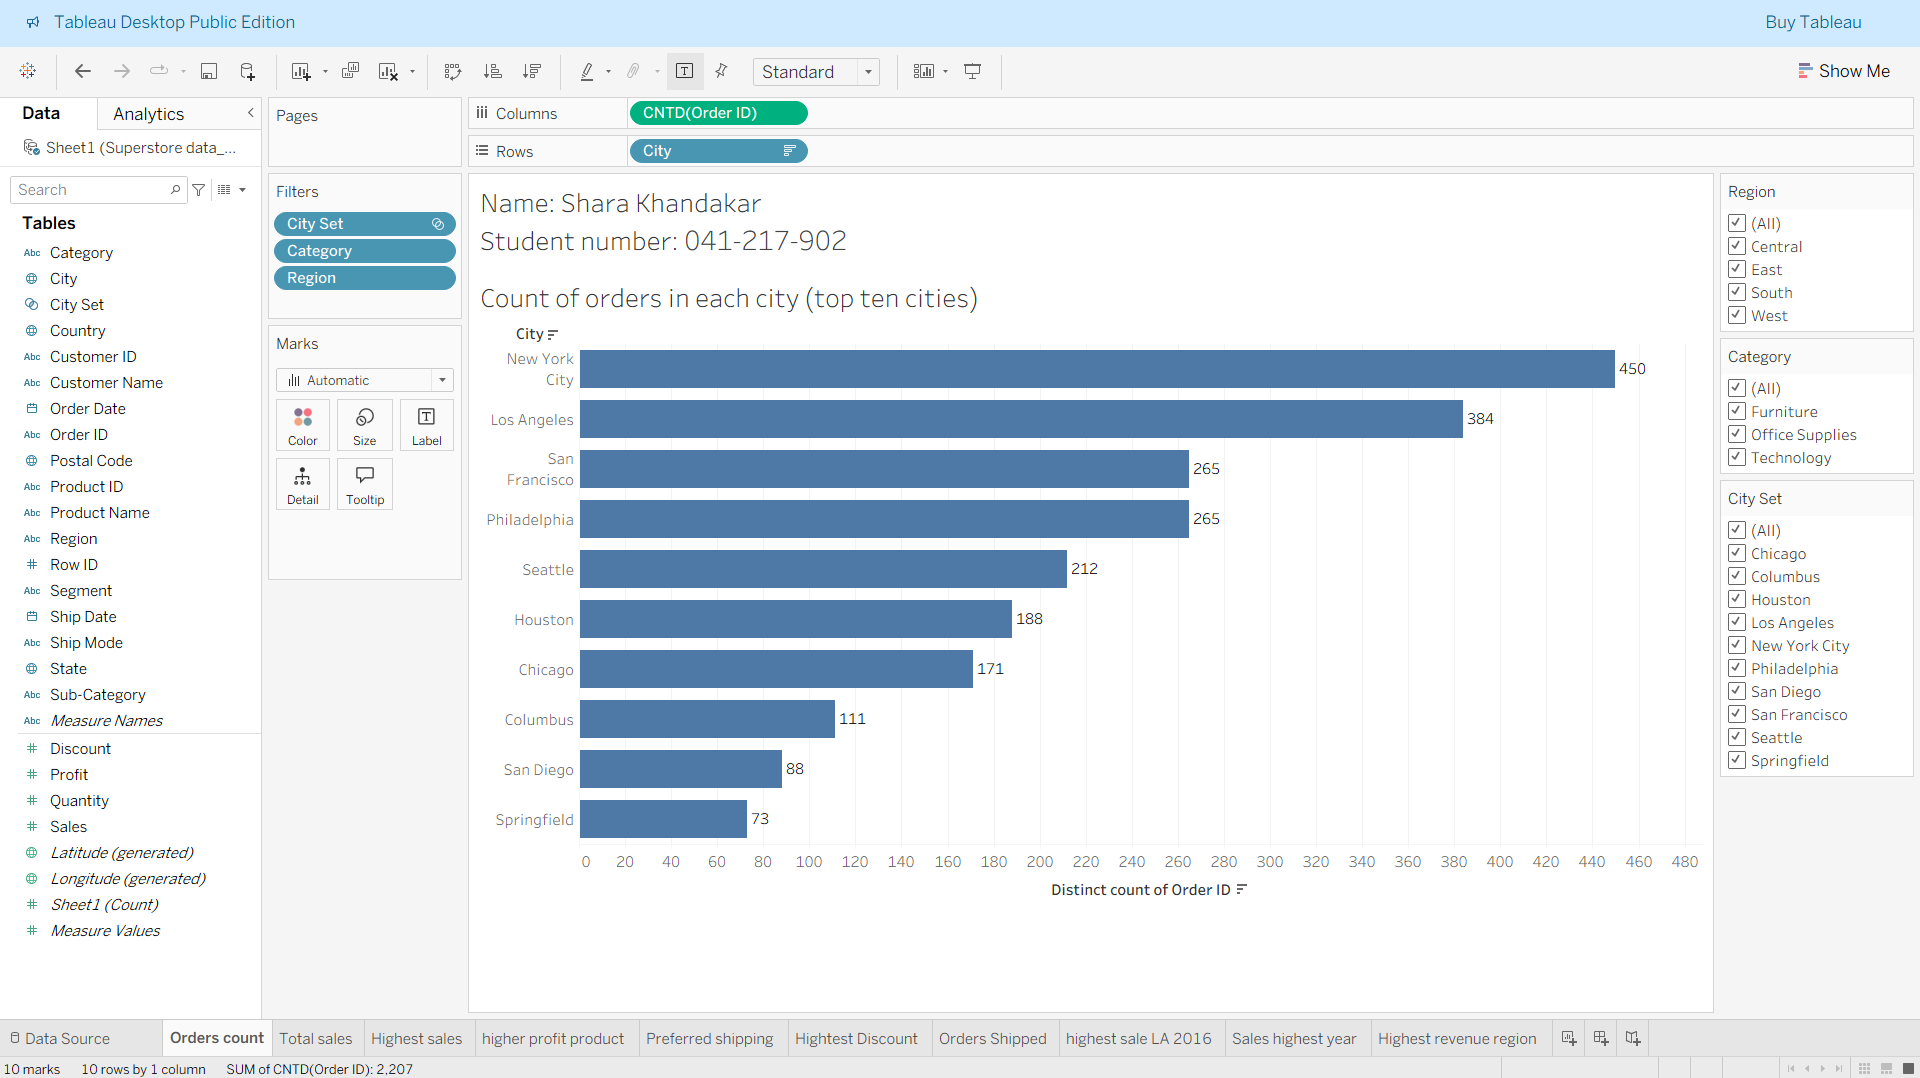 Tableau Desktop Public Edition
Buy Tableau
Standard
Show Me
Data
Analytics
Sheet1 (Superstore data_...
Search
Tables
Abc Category
City
City Set
Country
Abc Customer ID
Abc Customer Name
Order Date
Abc Order ID
Postal Code
Abc Product ID
Abc Product Name
Abc Region
# Row ID
Abc Segment
Ship Date
Abc Ship Mode
State
Abc Sub-Category
Abc Measure Names
# Discount
# Profit
# Quantity
# Sales
Latitude (generated)
Longitude (generated)
# Sheet1 (Count)
# Measure Values
Pages
Filters
City Set
Category
Region
Marks
Automatic
Color
Size
Label
Detail
Tooltip
Columns
CNTD(Order ID)
Rows
City
Name: Shara Khandakar
Student number: 041-217-902
Count of orders in each city (top ten cities)
City
New York
City
450
Los Angeles
384
San
Francisco
265
Philadelphia
265
Seattle
212
Houston
188
Chicago
171
Columbus
111
San Diego
88
Springfield
73
0 20 40 60 80 100 120 140 160 180 200 220 240 260 280 300 320 340 360 380 400 420 440 460 480
Distinct count of Order ID
Region
(All)
Central
East
South
West
Category
(All)
Furniture
Office Supplies
Technology
City Set
(All)
Chicago
Columbus
Houston
Los Angeles
New York City
Philadelphia
San Diego
San Francisco
Seattle
Springfield
Data Source
Orders count
Total sales
Highest sales
higher profit product
Preferred shipping
Hightest Discount
Orders Shipped
highest sale LA 2016
Sales highest year
Highest revenue region
10 marks
10 rows by 1 column
SUM of CNTD(Order ID): 2,207